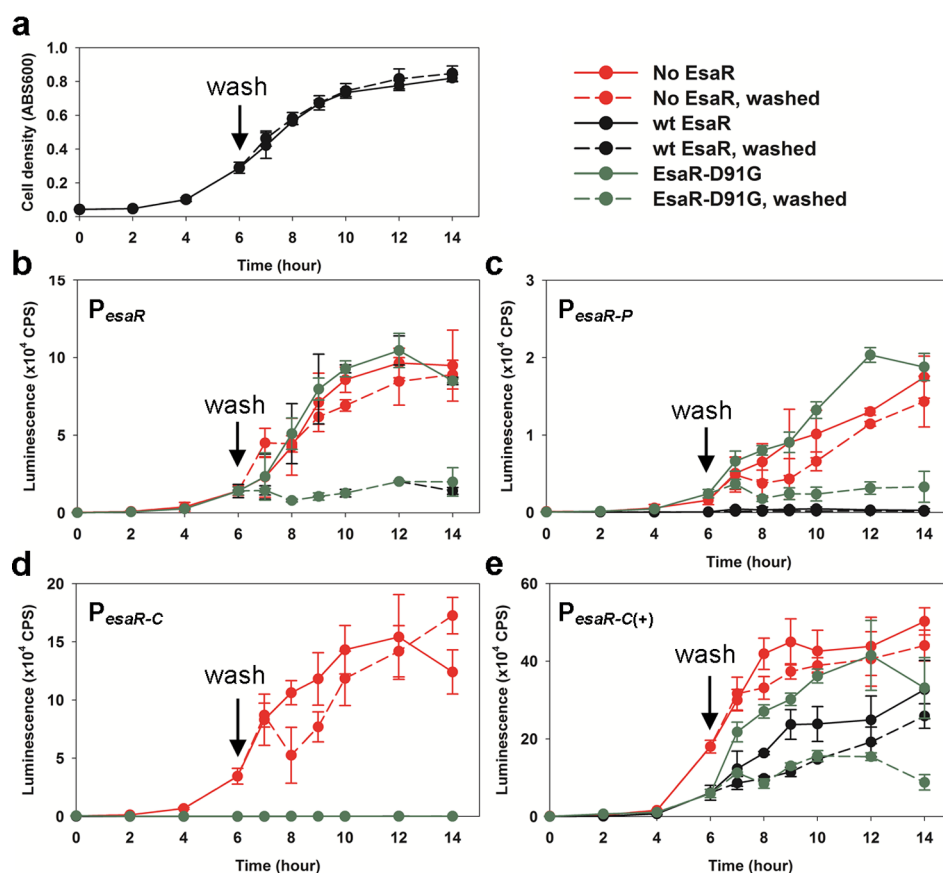 a
Cell density (ABS600)
1.0
0.8
0.6
0.4
0.2
0.0
wash
0 2 4 6 8 10 12 14
Time (hour)
No EsaR
No EsaR, washed
wt EsaR
wt EsaR, washed
EsaR-D91G
EsaR-D91G, washed
b
PesaR
Luminescence (x10⁴ CPS)
15
10
5
0
wash
0 2 4 6 8 10 12 14
Time (hour)
c
PesaR-P
Luminescence (x10⁴ CPS)
3
2
1
0
wash
0 2 4 6 8 10 12 14
Time (hour)
d
PesaR-C
Luminescence (x10⁴ CPS)
20
15
10
5
0
wash
0 2 4 6 8 10 12 14
Time (hour)
e
PesaR-C(+)
Luminescence (x10⁴ CPS)
60
40
20
0
wash
0 2 4 6 8 10 12 14
Time (hour)